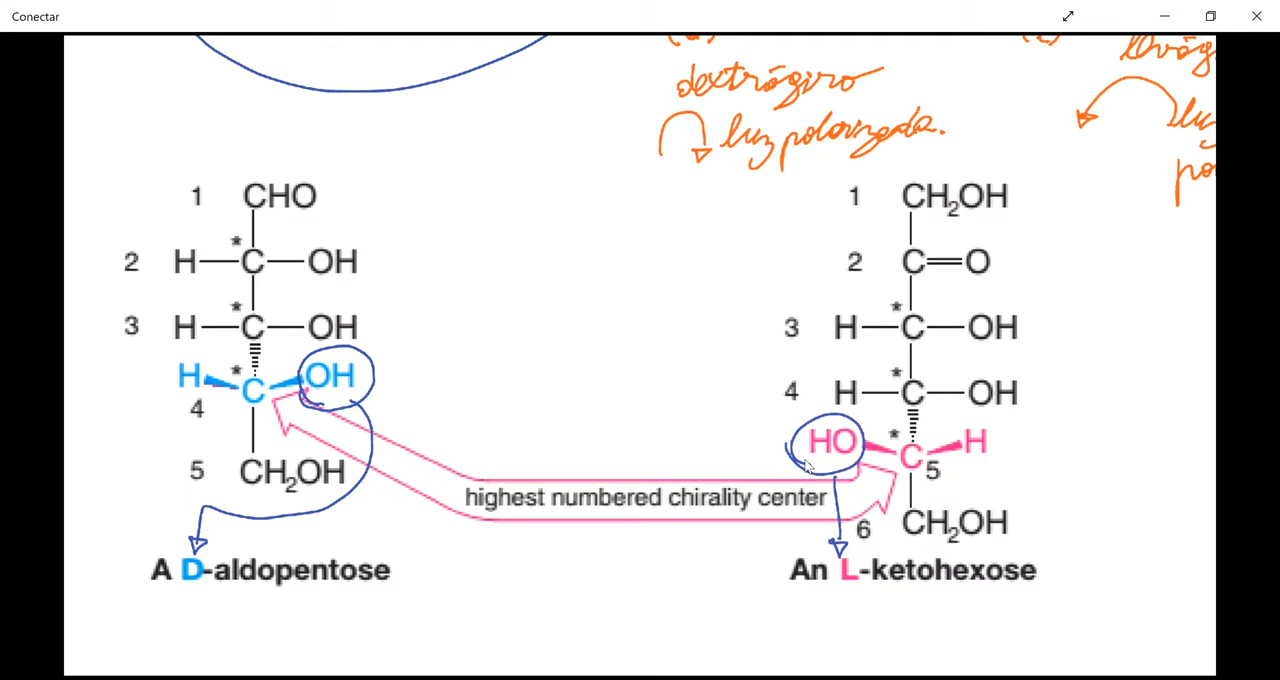 Conectar
dextrógiro
luz polarizada.
1 CHO
* 
2 H—C—OH
*
3 H—C—OH
H * C OH
4
5 CH₂OH
A D-aldopentose
highest numbered chirality center
1 CH₂OH
2 C=O
*
3 H—C—OH
*
4 H—C—OH
HO * C H
5
6 CH₂OH
An L-ketohexose